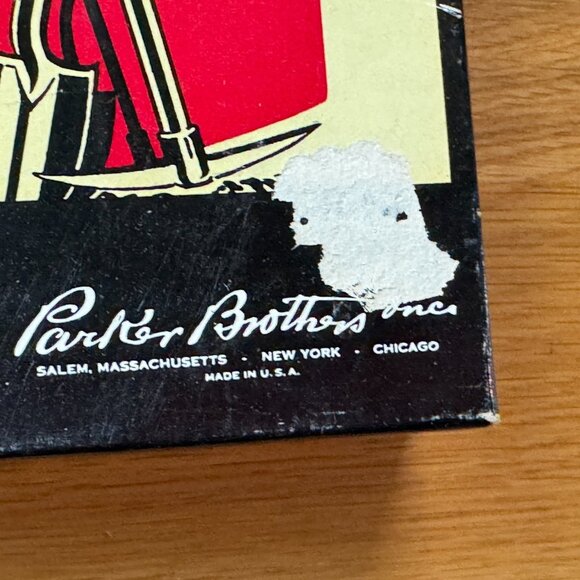 Parker Brothers Inc.
SALEM, MASSACHUSETTS · NEW YORK · CHICAGO
MADE IN U.S.A.